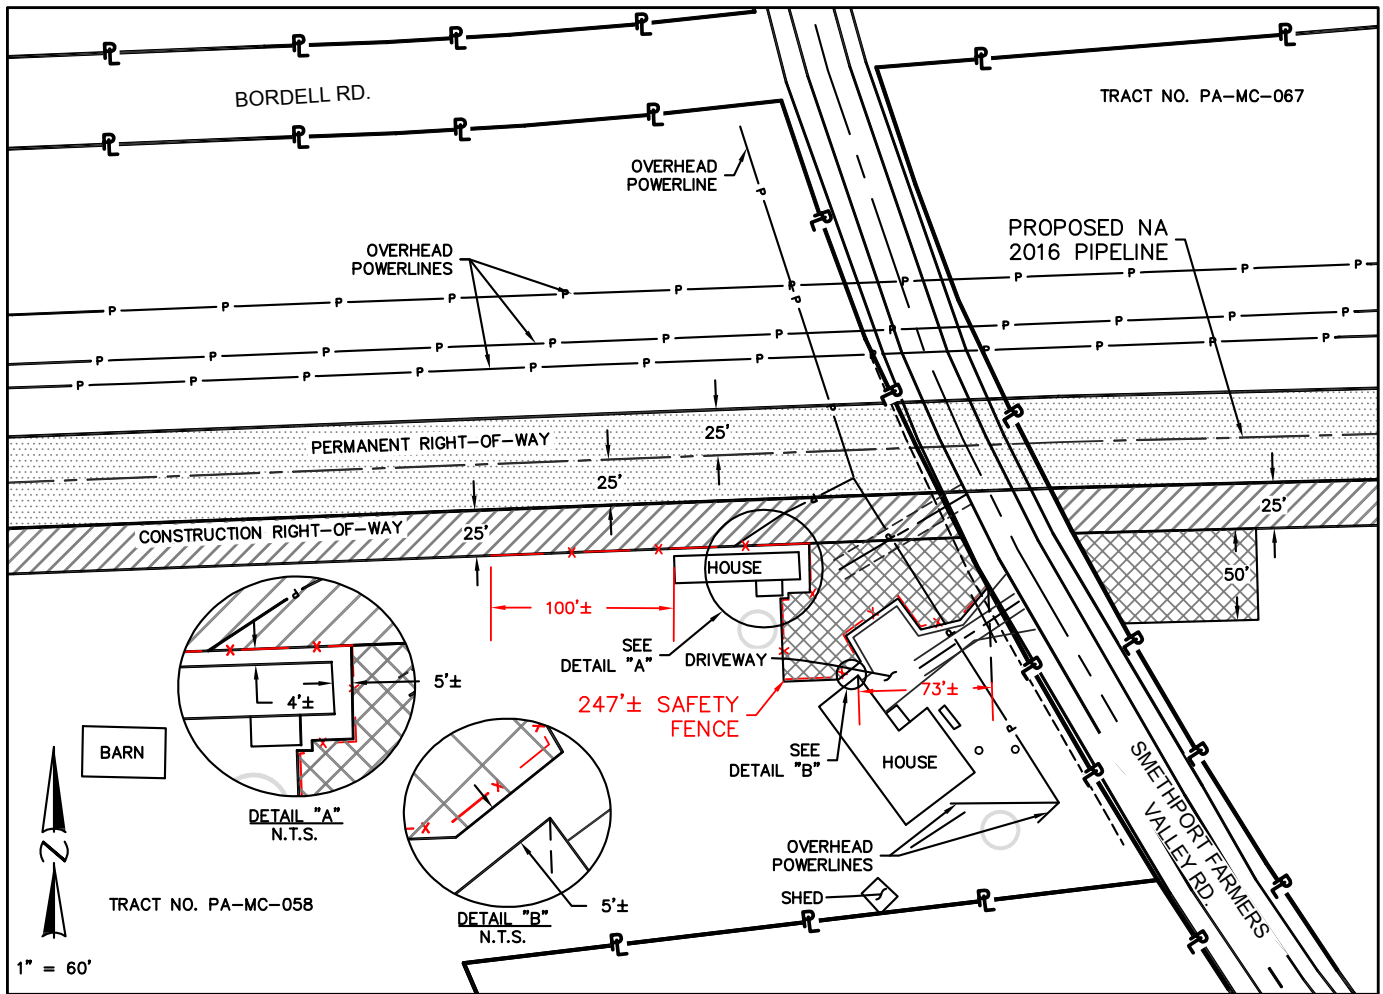 BORDELL RD.
TRACT NO. PA-MC-067
OVERHEAD
POWERLINE
PROPOSED NA
2016 PIPELINE
OVERHEAD
POWERLINES
P P P P P P P P P P P P
P P P P P P P P P P P P
P P P P P P P P P P P P
PERMANENT RIGHT-OF-WAY
25'
25'
CONSTRUCTION RIGHT-OF-WAY
25'
25'
HOUSE
50'
100'±
SEE
DETAIL "A"
DRIVEWAY
73'±
247'± SAFETY
FENCE
5'±
4'±
BARN
SEE
DETAIL "B"
HOUSE
DETAIL "A"
N.T.S.
SMETHPORT FARMERS
VALLEY RD.
OVERHEAD
POWERLINES
SHED
TRACT NO. PA-MC-058
5'±
DETAIL "B"
N.T.S.
N
1" = 60'